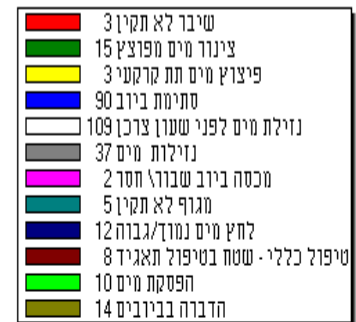 שיבר לא תקין 3
צינור מים מפוצץ 15
פיצוץ מים תת קרקעי 3
סתימת ביוב 90
נזילת מים לפני שעון צרכן 109
נזילות מים 37
מכסה ביוב שבור\ חסר 2
מגוף לא תקין 5
לחץ מים נמוך/גבוה 12
טיפול כללי - שטח בטיפול תאגיד 8
הפסקת מים 10
הדברה בביובים 14